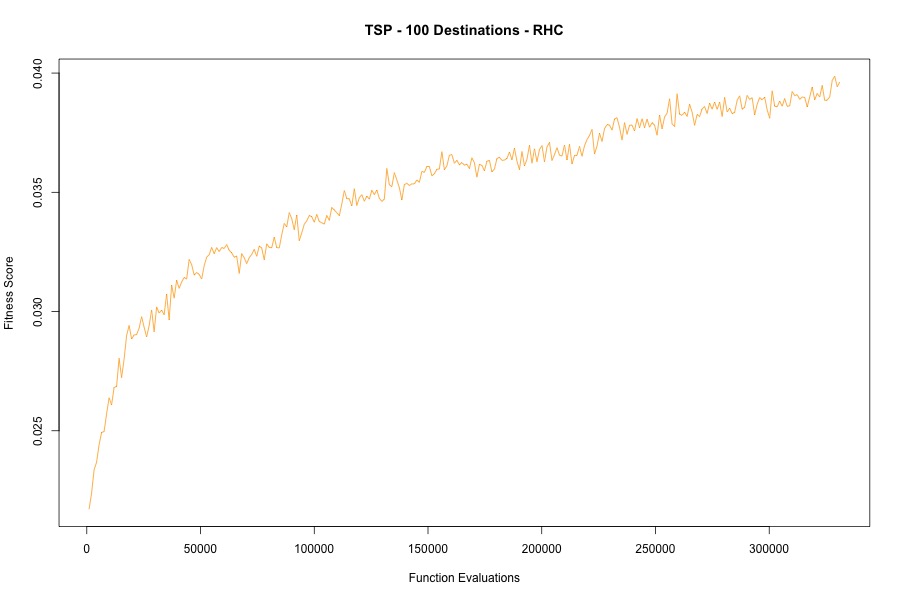 TSP - 100 Destinations - RHC
Fitness Score
0.040
0.035
0.030
0.025
0 50000 100000 150000 200000 250000 300000
Function Evaluations